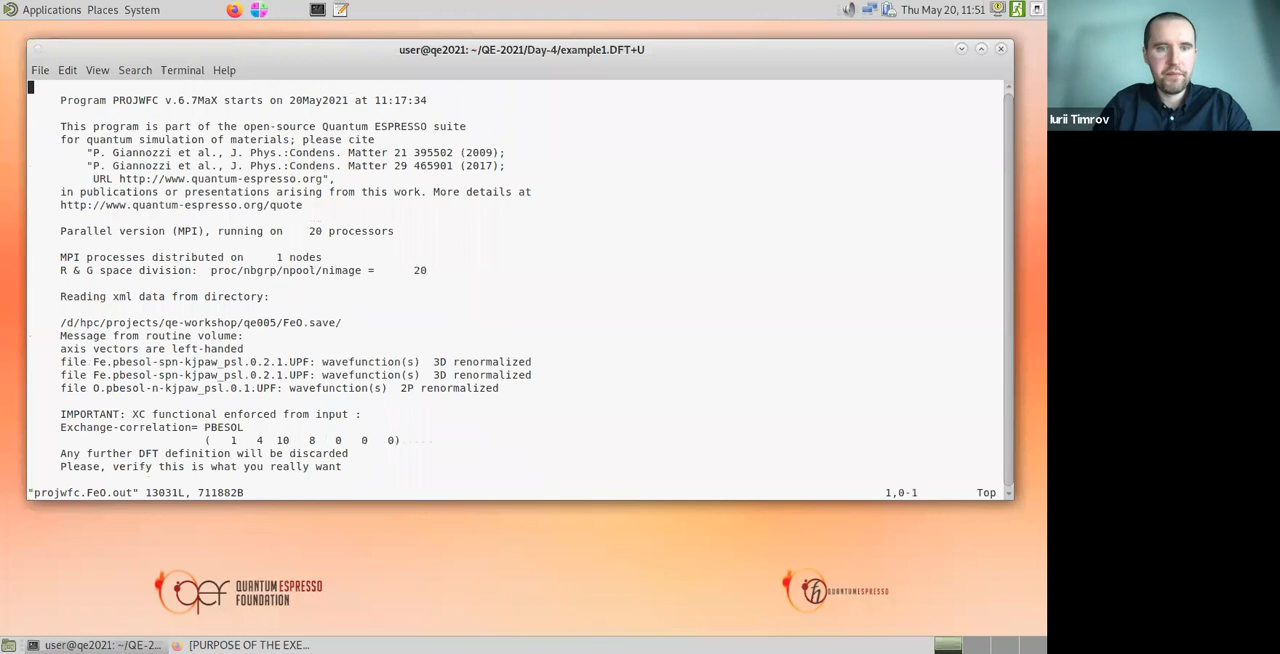 Applications Places System
Thu May 20, 11:51
user@qe2021: ~/QE-2021/Day-4/example1.DFT+U
File Edit View Search Terminal Help
Program PROJWFC v.6.7MaX starts on 20May2021 at 11:17:34
This program is part of the open-source Quantum ESPRESSO suite
for quantum simulation of materials; please cite
"P. Giannozzi et al., J. Phys.:Condens. Matter 21 395502 (2009);
"P. Giannozzi et al., J. Phys.:Condens. Matter 29 465901 (2017);
URL http://www.quantum-espresso.org",
in publications or presentations arising from this work. More details at
http://www.quantum-espresso.org/quote
Parallel version (MPI), running on 20 processors
MPI processes distributed on 1 nodes
R & G space division: proc/nbgrp/npool/nimage = 20
Reading xml data from directory:
/d/hpc/projects/qe-workshop/qe005/FeO.save/
Message from routine volume:
axis vectors are left-handed
file Fe.pbesol-spn-kjpaw_psl.0.2.1.UPF: wavefunction(s) 3D renormalized
file Fe.pbesol-spn-kjpaw_psl.0.2.1.UPF: wavefunction(s) 3D renormalized
file O.pbesol-n-kjpaw_psl.0.1.UPF: wavefunction(s) 2P renormalized
IMPORTANT: XC functional enforced from input :
Exchange-correlation= PBESOL
( 1 4 10 8 0 0 0)
Any further DFT definition will be discarded
Please, verify this is what you really want
"projwfc.FeO.out" 13031L, 711882B 1,0-1 Top
Iurii Timrov
QUANTUM ESPRESSO
FOUNDATION
QUANTUMESPRESSO
user@qe2021: ~/QE-2...
[PURPOSE OF THE EXE...